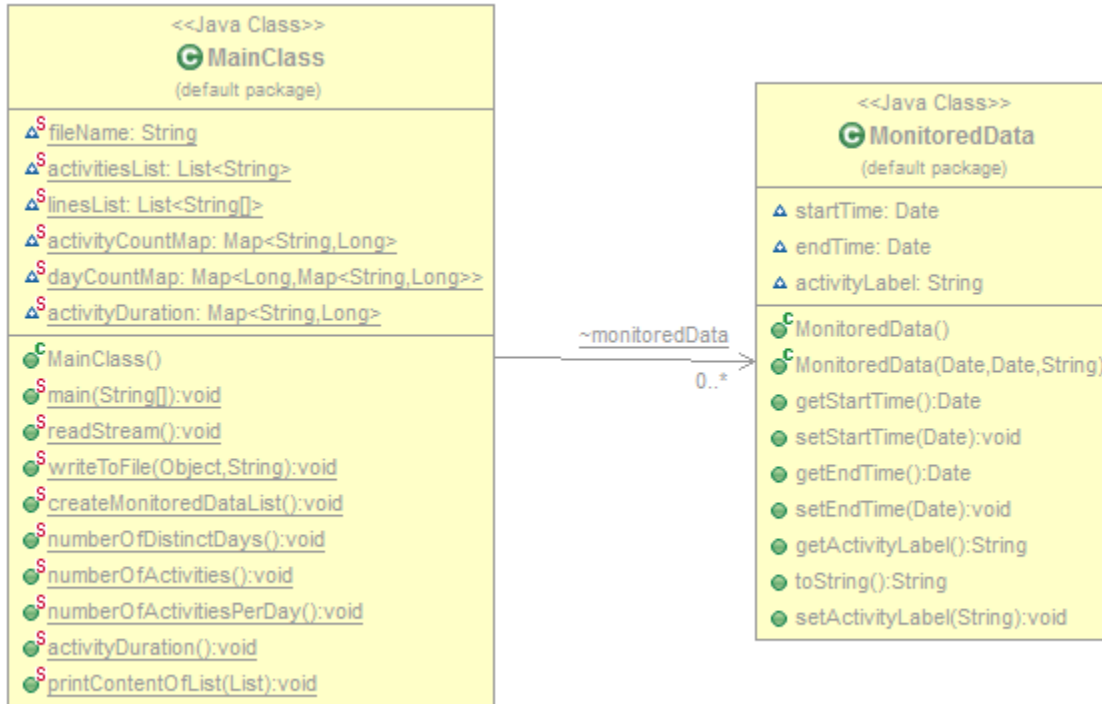 <<Java Class>>
MainClass
(default package)
fileName: String
activitiesList: List<String>
linesList: List<String[]>
activityCountMap: Map<String,Long>
dayCountMap: Map<Long,Map<String,Long>>
activityDuration: Map<String,Long>
MainClass()
main(String[]):void
readStream():void
writeToFile(Object,String):void
createMonitoredDataList():void
numberOfDistinctDays():void
numberOfActivities():void
numberOfActivitiesPerDay():void
activityDuration():void
printContentOfList(List):void
~monitoredData
0..*
<<Java Class>>
MonitoredData
(default package)
startTime: Date
endTime: Date
activityLabel: String
MonitoredData()
MonitoredData(Date,Date,String)
getStartTime():Date
setStartTime(Date):void
getEndTime():Date
setEndTime(Date):void
getActivityLabel():String
toString():String
setActivityLabel(String):void